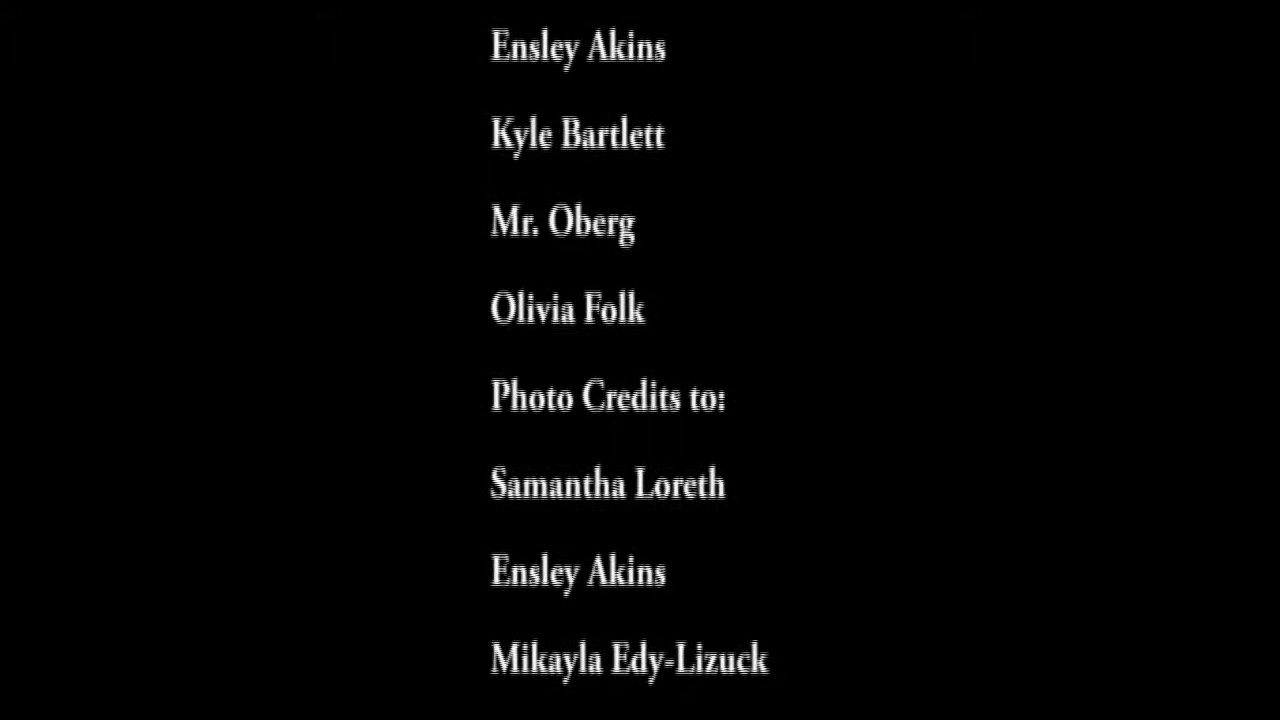 Ensley Akins
Kyle Bartlett
Mr. Oberg
Olivia Folk
Photo Credits to:
Samantha Loreth
Ensley Akins
Mikayla Edy-Lizuck